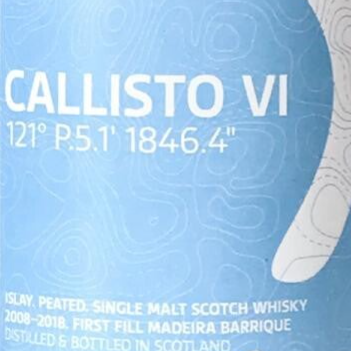 CALLISTO VI
121° P.5.1' 1846.4"
ISLAY. PEATED. SINGLE MALT SCOTCH WHISKY
2008-2018. FIRST FILL MADEIRA BARRIQUE
DISTILLED & BOTTLED IN SCOTLAND